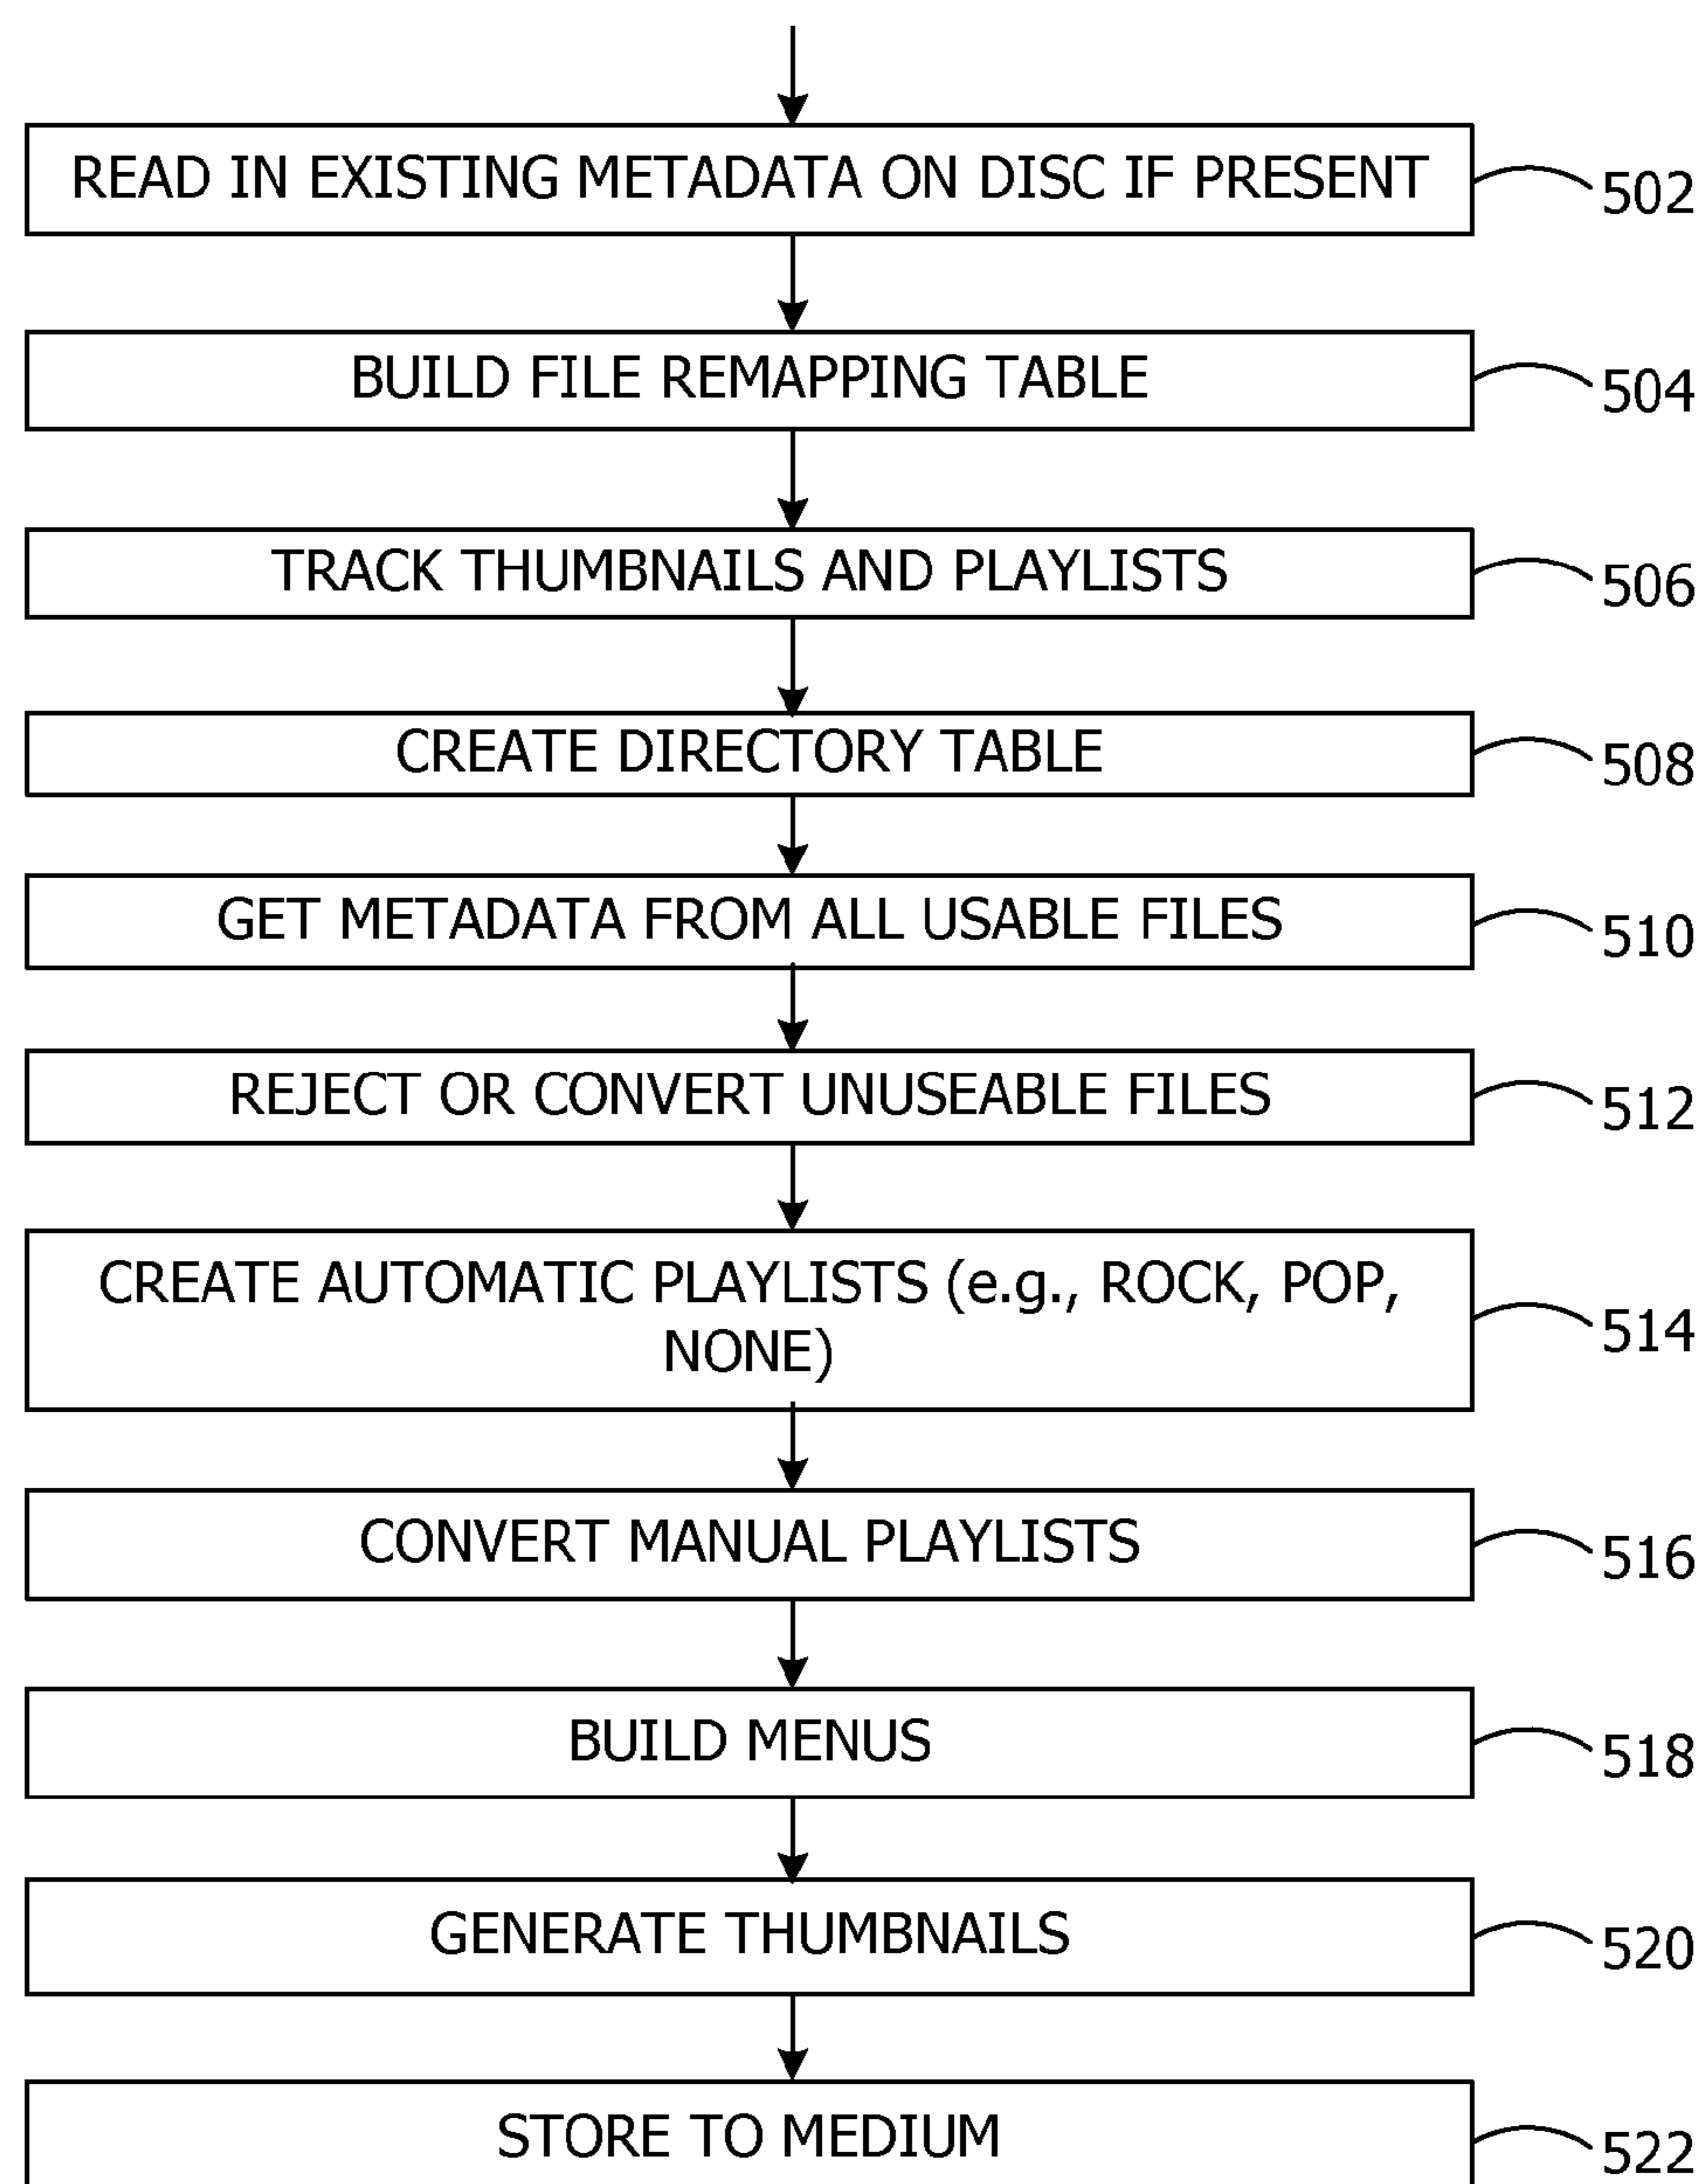 READ IN EXISTING METADATA ON DISC IF PRESENT
502
BUILD FILE REMAPPING TABLE
504
TRACK THUMBNAILS AND PLAYLISTS
506
CREATE DIRECTORY TABLE
508
GET METADATA FROM ALL USABLE FILES
510
REJECT OR CONVERT UNUSEABLE FILES
512
CREATE AUTOMATIC PLAYLISTS (e.g., ROCK, POP,
NONE)
514
CONVERT MANUAL PLAYLISTS
516
BUILD MENUS
518
GENERATE THUMBNAILS
520
STORE TO MEDIUM
522